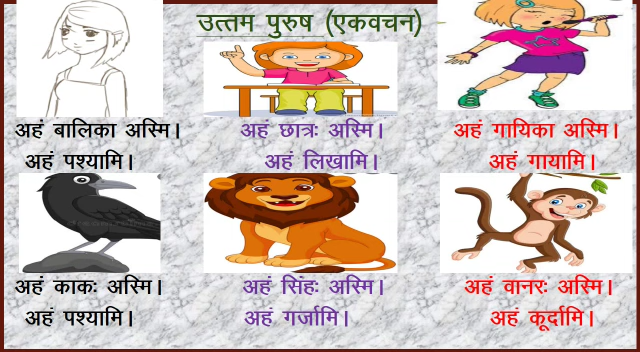 उत्तम पुरुष (एकवचन)
अहं बालिका अस्मि।
अहं पश्यामि।
अहं छात्रः अस्मि।
अहं लिखामि।
अहं गायिका अस्मि।
अहं गायामि।
अहं काकः अस्मि।
अहं पश्यामि।
अहं सिंहः अस्मि।
अहं गर्जामि।
अहं वानरः अस्मि।
अहं कूर्दामि।